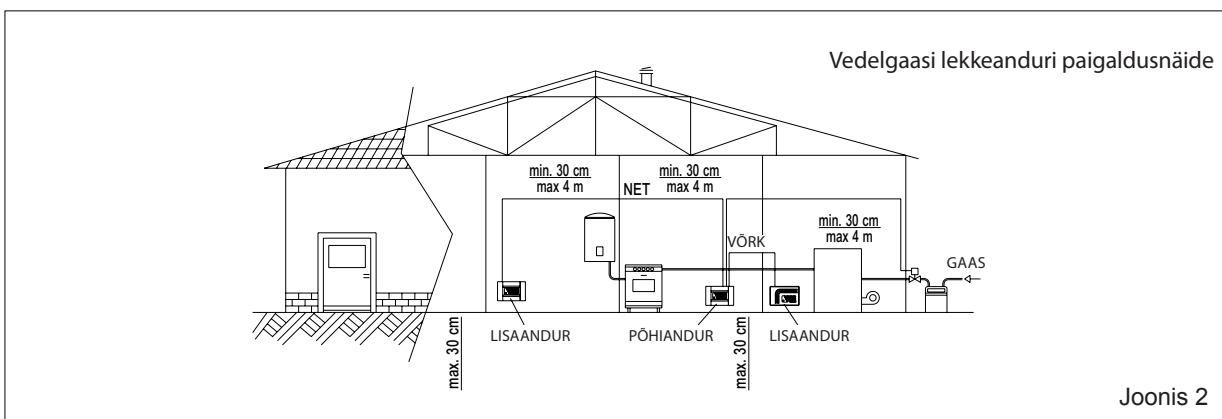 Vedelgaasi lekkeanduri paigaldusnäide
min. 30 cm
max 4 m
NET
min. 30 cm
max 4 m
min. 30 cm
max 4 m
VÕRK
GAAS
LISAANDUR
PÕHIANDUR
LISAANDUR
max. 30 cm
max. 30 cm
Joonis 2